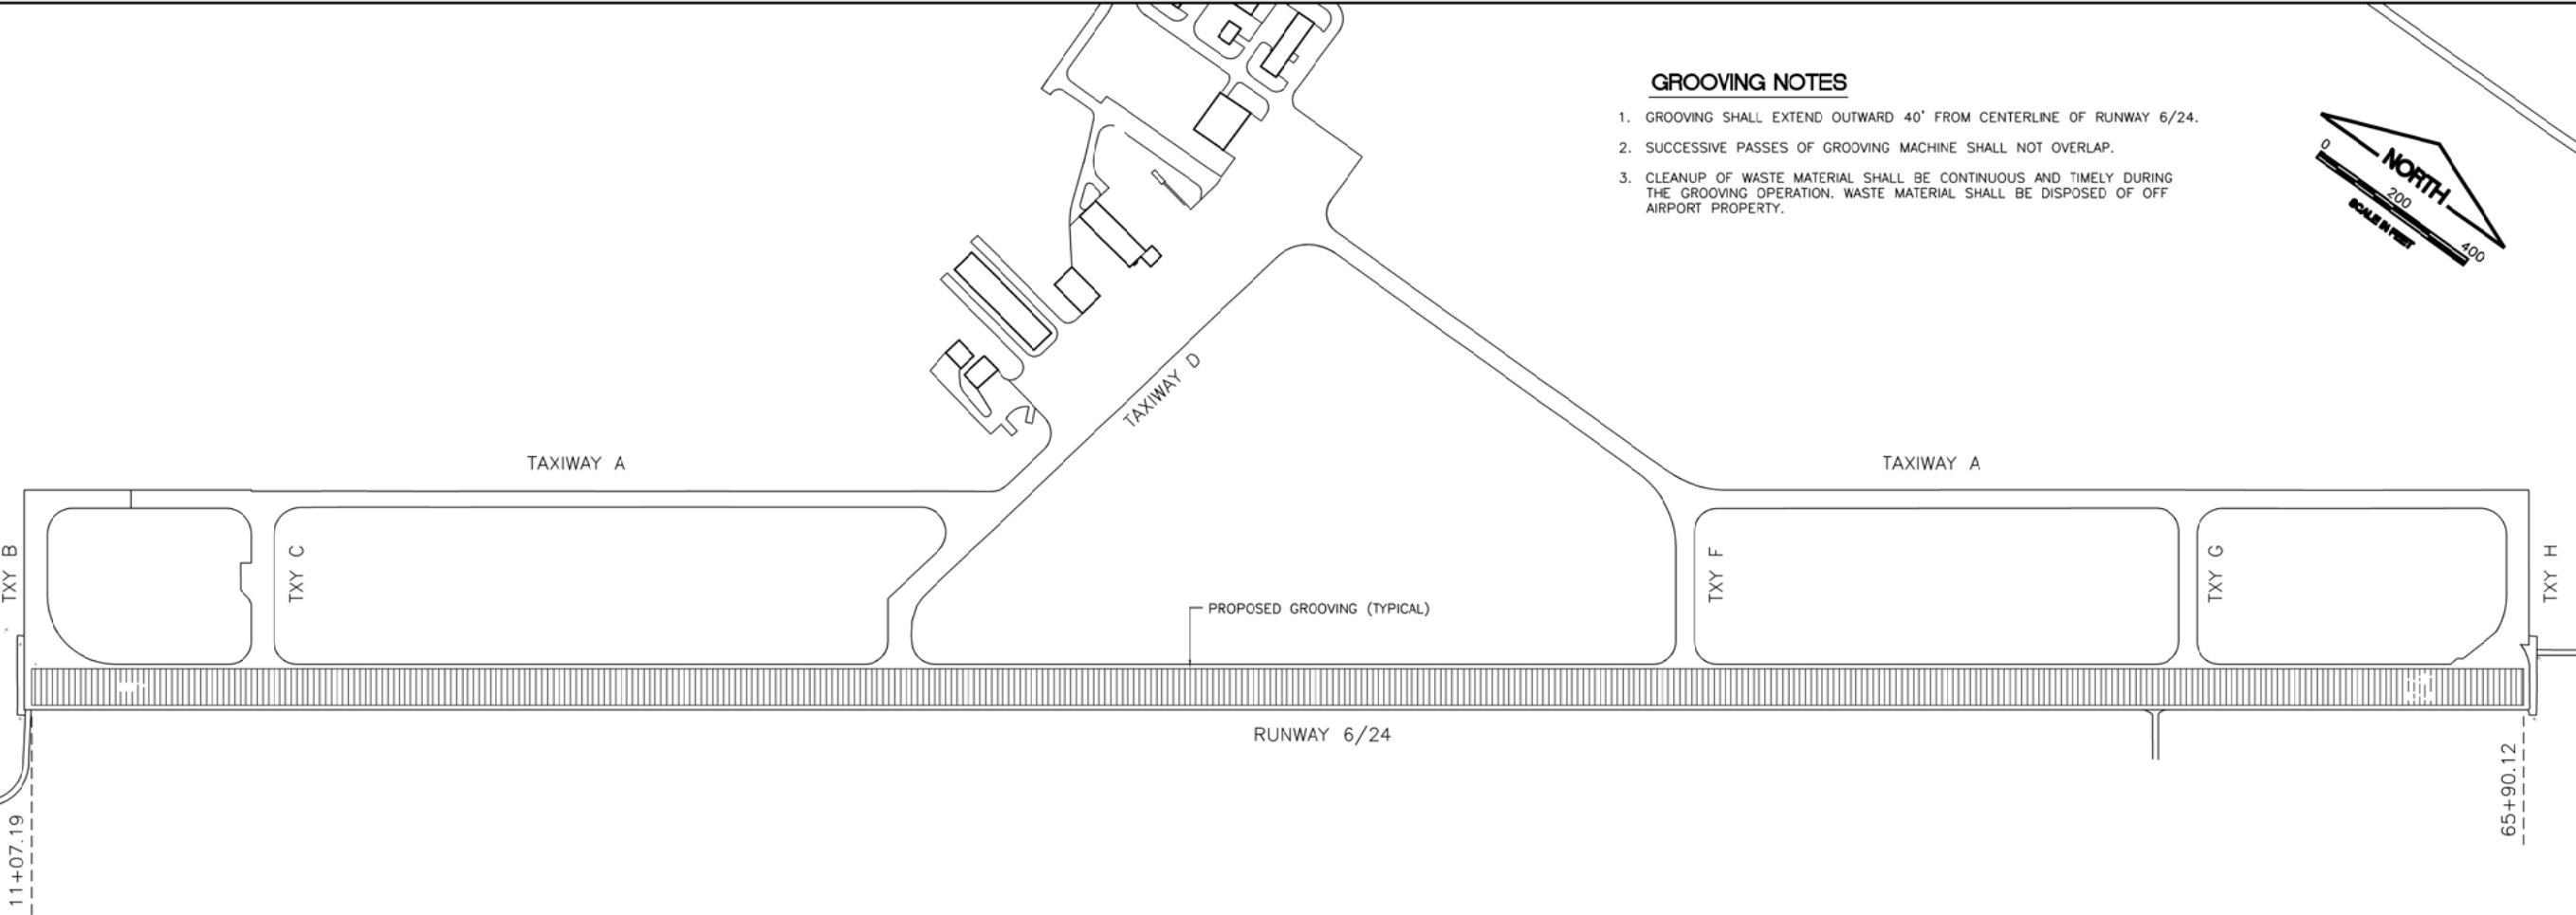 GROOVING NOTES
1. GROOVING SHALL EXTEND OUTWARD 40' FROM CENTERLINE OF RUNWAY 6/24.
2. SUCCESSIVE PASSES OF GROOVING MACHINE SHALL NOT OVERLAP.
3. CLEANUP OF WASTE MATERIAL SHALL BE CONTINUOUS AND TIMELY DURING
THE GROOVING OPERATION. WASTE MATERIAL SHALL BE DISPOSED OF OFF
AIRPORT PROPERTY.
NORTH
0
200
400
SCALE IN FEET
TAXIWAY D
TAXIWAY A
TAXIWAY A
TXY B
TXY C
TXY F
TXY G
TXY H
PROPOSED GROOVING (TYPICAL)
RUNWAY 6/24
11+07.19
65+90.12